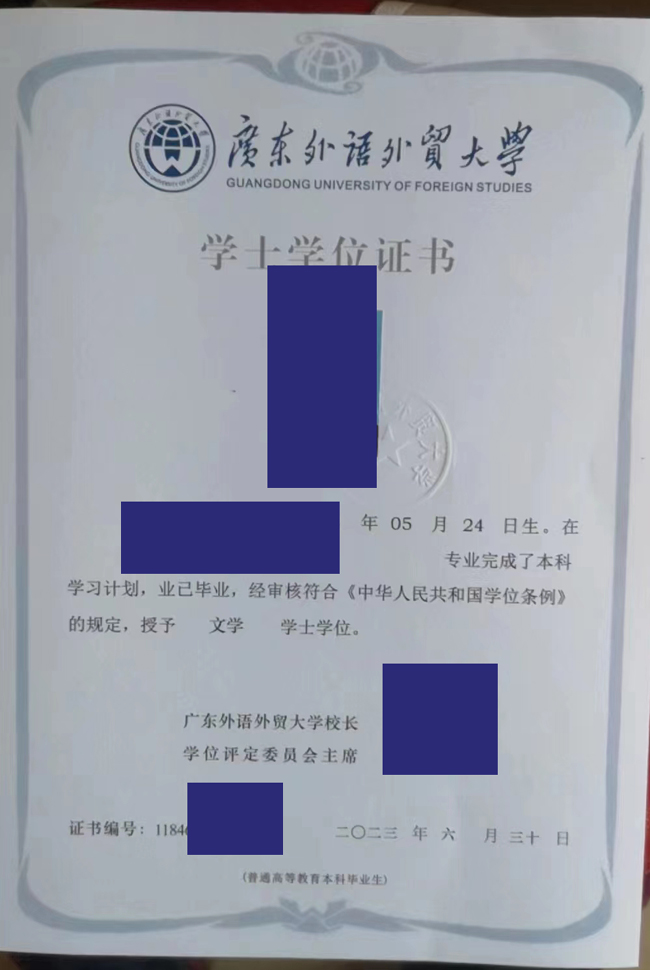 廣东外语外貿大学
GUANGDONG UNIVERSITY OF FOREIGN STUDIES
学士学位证书
年 05 月 24 日生。在
专业完成了本科
学习计划，业已毕业，经审核符合《中华人民共和国学位条例》
的规定，授予 文学 学士学位。
广东外语外贸大学校长
学位评定委员会主席
证书编号：1184
二〇二三 年 六 月 三十 日
(普通高等教育本科毕业生)